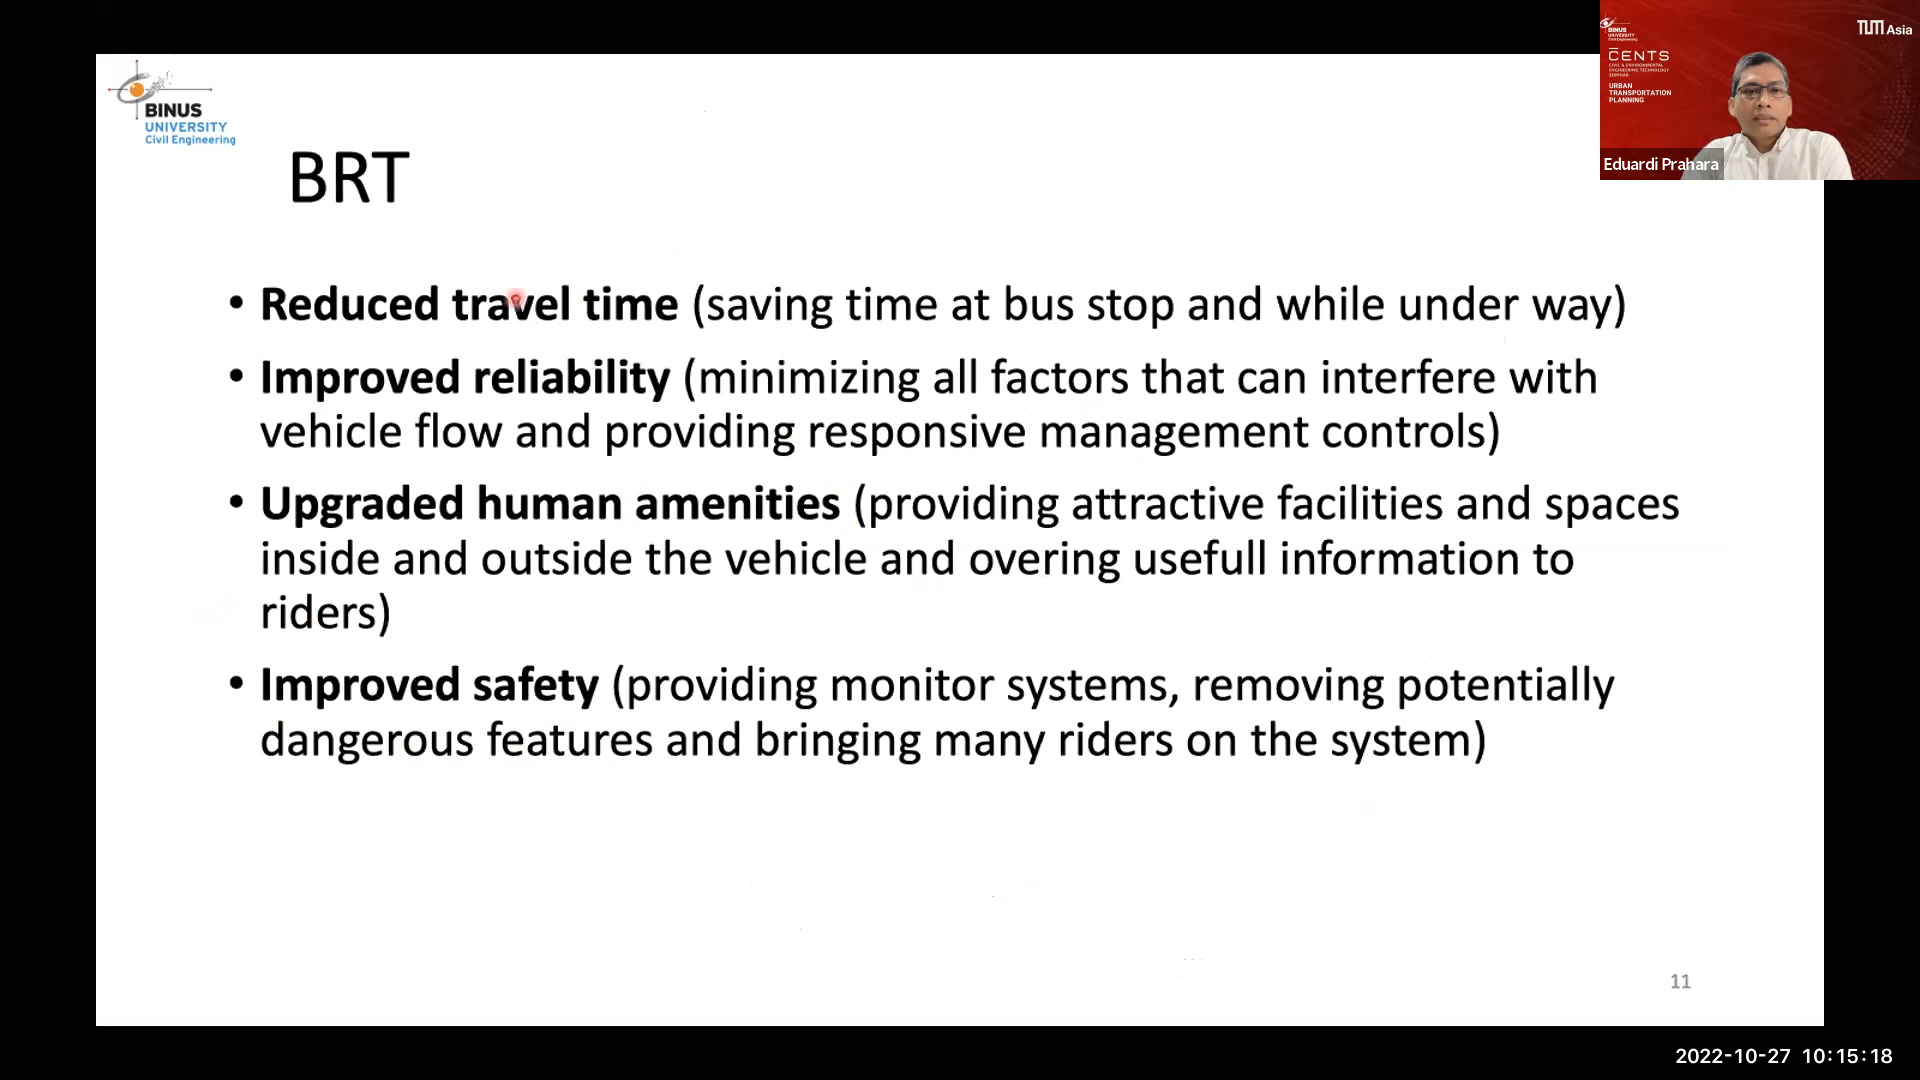 BINUS
UNIVERSITY
Civil Engineering
BRT
• Reduced travel time (saving time at bus stop and while under way)
• Improved reliability (minimizing all factors that can interfere with
vehicle flow and providing responsive management controls)
• Upgraded human amenities (providing attractive facilities and spaces
inside and outside the vehicle and overing usefull information to
riders)
• Improved safety (providing monitor systems, removing potentially
dangerous features and bringing many riders on the system)
11
BINUS
UNIVERSITY
Civil Engineering
CENTS
CIVIL & ENVIRONMENTAL
ENGINEERING TECHNOLOGY
SEMINAR
URBAN
TRANSPORTATION
PLANNING
TUM Asia
Eduardi Prahara
2022-10-27 10:15:18